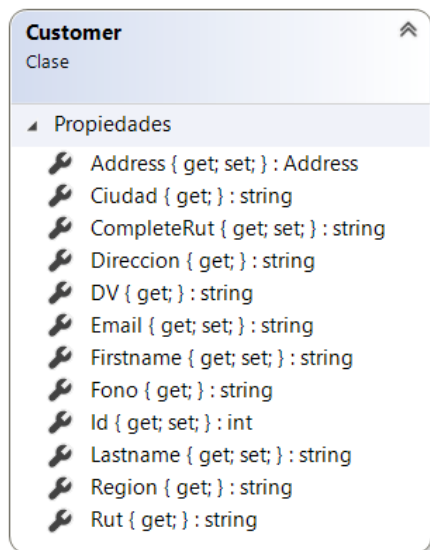 Customer
Clase
Propiedades
Address { get; set; } : Address
Ciudad { get; } : string
CompleteRut { get; set; } : string
Direccion { get; } : string
DV { get; } : string
Email { get; set; } : string
Firstname { get; set; } : string
Fono { get; } : string
Id { get; set; } : int
Lastname { get; set; } : string
Region { get; } : string
Rut { get; } : string